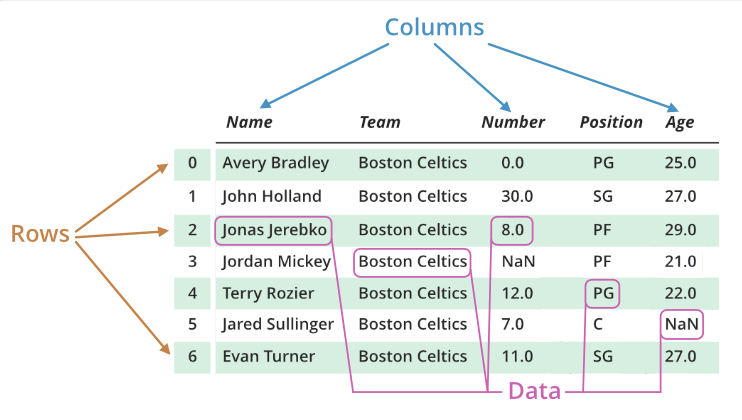 Columns
Name Team Number Position Age
0 Avery Bradley Boston Celtics 0.0 PG 25.0
1 John Holland Boston Celtics 30.0 SG 27.0
Rows
2 Jonas Jerebko Boston Celtics 8.0 PF 29.0
3 Jordan Mickey Boston Celtics NaN PF 21.0
4 Terry Rozier Boston Celtics 12.0 PG 22.0
5 Jared Sullinger Boston Celtics 7.0 C NaN
6 Evan Turner Boston Celtics 11.0 SG 27.0
Data